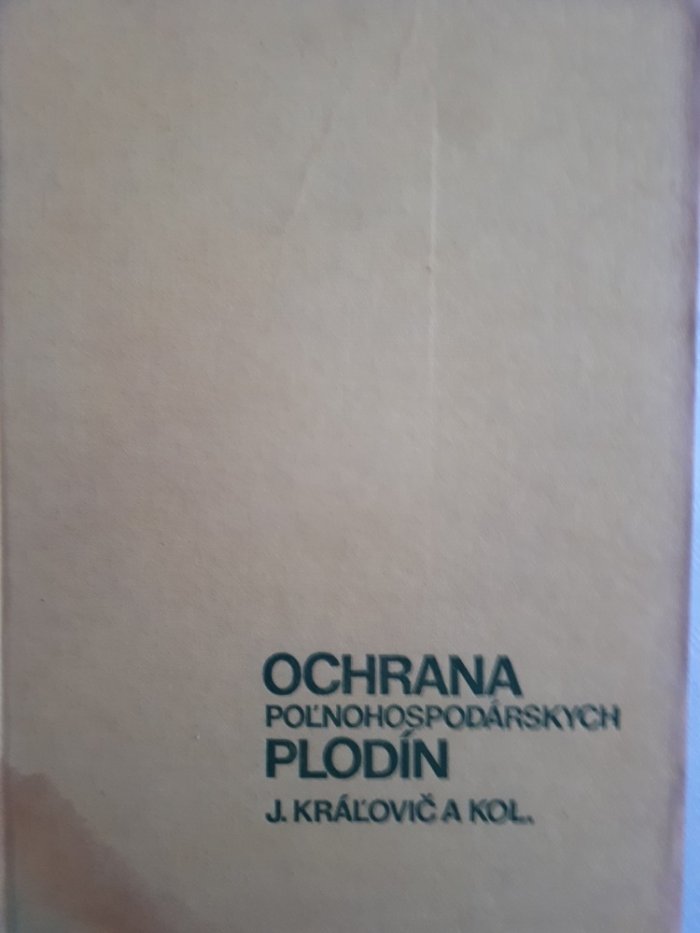 OCHRANA
POĽNOHOSPODÁRSKYCH
PLODÍN
J. KRÁĽOVIČ A KOL.